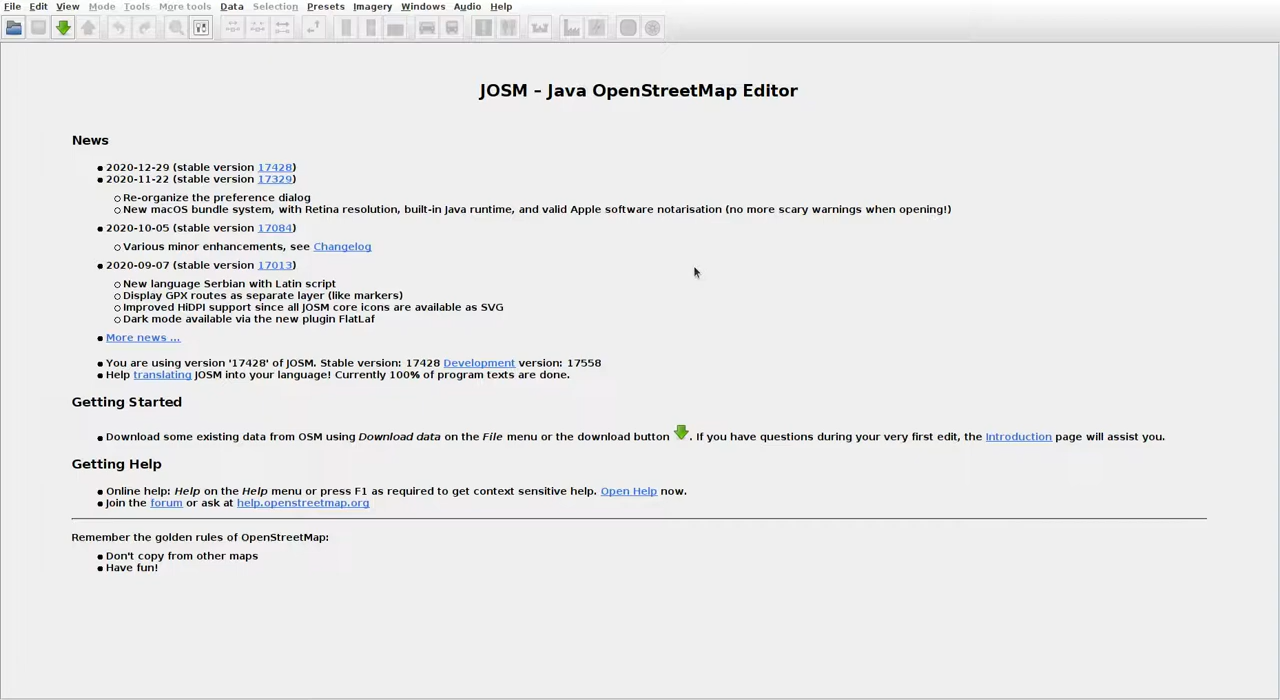 File Edit View Mode Tools More tools Data Selection Presets Imagery Windows Audio Help
JOSM – Java OpenStreetMap Editor
News
2020-12-29 (stable version 17428)
2020-11-22 (stable version 17329)
Re-organize the preference dialog
New macOS bundle system, with Retina resolution, built-in Java runtime, and valid Apple software notarisation (no more scary warnings when opening!)
2020-10-05 (stable version 17084)
Various minor enhancements, see Changelog
2020-09-07 (stable version 17013)
New language Serbian with Latin script
Display GPX routes as separate layer (like markers)
Improved HiDPI support since all JOSM core icons are available as SVG
Dark mode available via the new plugin FlatLaf
More news ...
You are using version '17428' of JOSM. Stable version: 17428 Development version: 17558
Help translating JOSM into your language! Currently 100% of program texts are done.
Getting Started
Download some existing data from OSM using Download data on the File menu or the download button . If you have questions during your very first edit, the Introduction page will assist you.
Getting Help
Online help: Help on the Help menu or press F1 as required to get context sensitive help. Open Help now.
Join the forum or ask at help.openstreetmap.org
Remember the golden rules of OpenStreetMap:
Don't copy from other maps
Have fun!